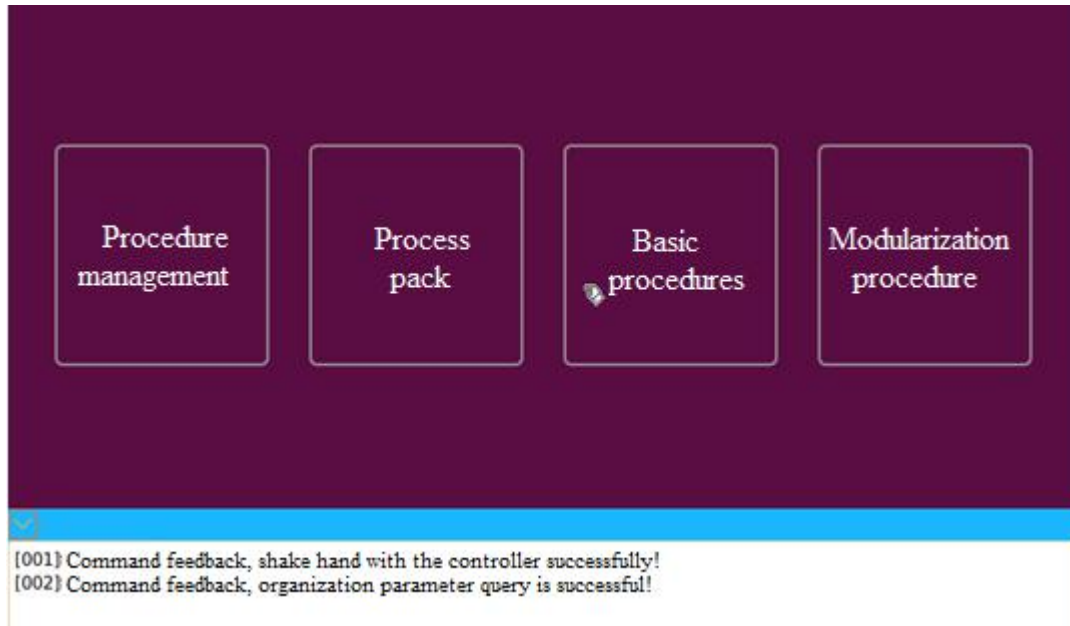 Procedure
management
Process
pack
Basic
procedures
Modularization
procedure
[001] Command feedback, shake hand with the controller successfully!
[002] Command feedback, organization parameter query is successful!